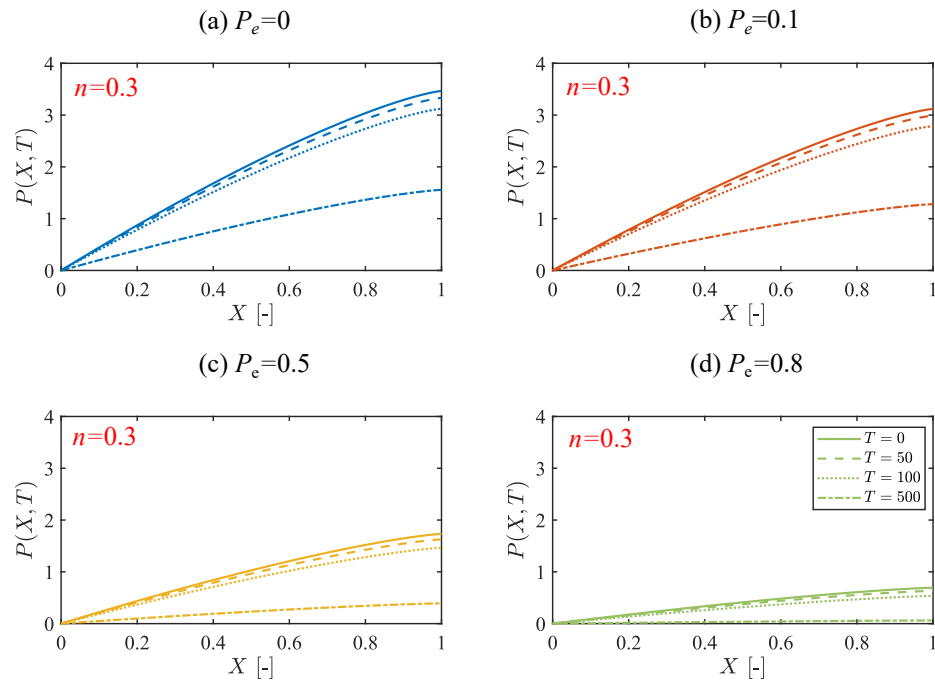 (a) P_e=0
n=0.3
P(X, T)
4
3
2
1
0
0 0.2 0.4 0.6 0.8 1
X [-]
(b) P_e=0.1
n=0.3
P(X, T)
4
3
2
1
0
0 0.2 0.4 0.6 0.8 1
X [-]
(c) P_e=0.5
n=0.3
P(X, T)
4
3
2
1
0
0 0.2 0.4 0.6 0.8 1
X [-]
(d) P_e=0.8
n=0.3
T = 0
T = 50
T = 100
T = 500
P(X, T)
4
3
2
1
0
0 0.2 0.4 0.6 0.8 1
X [-]